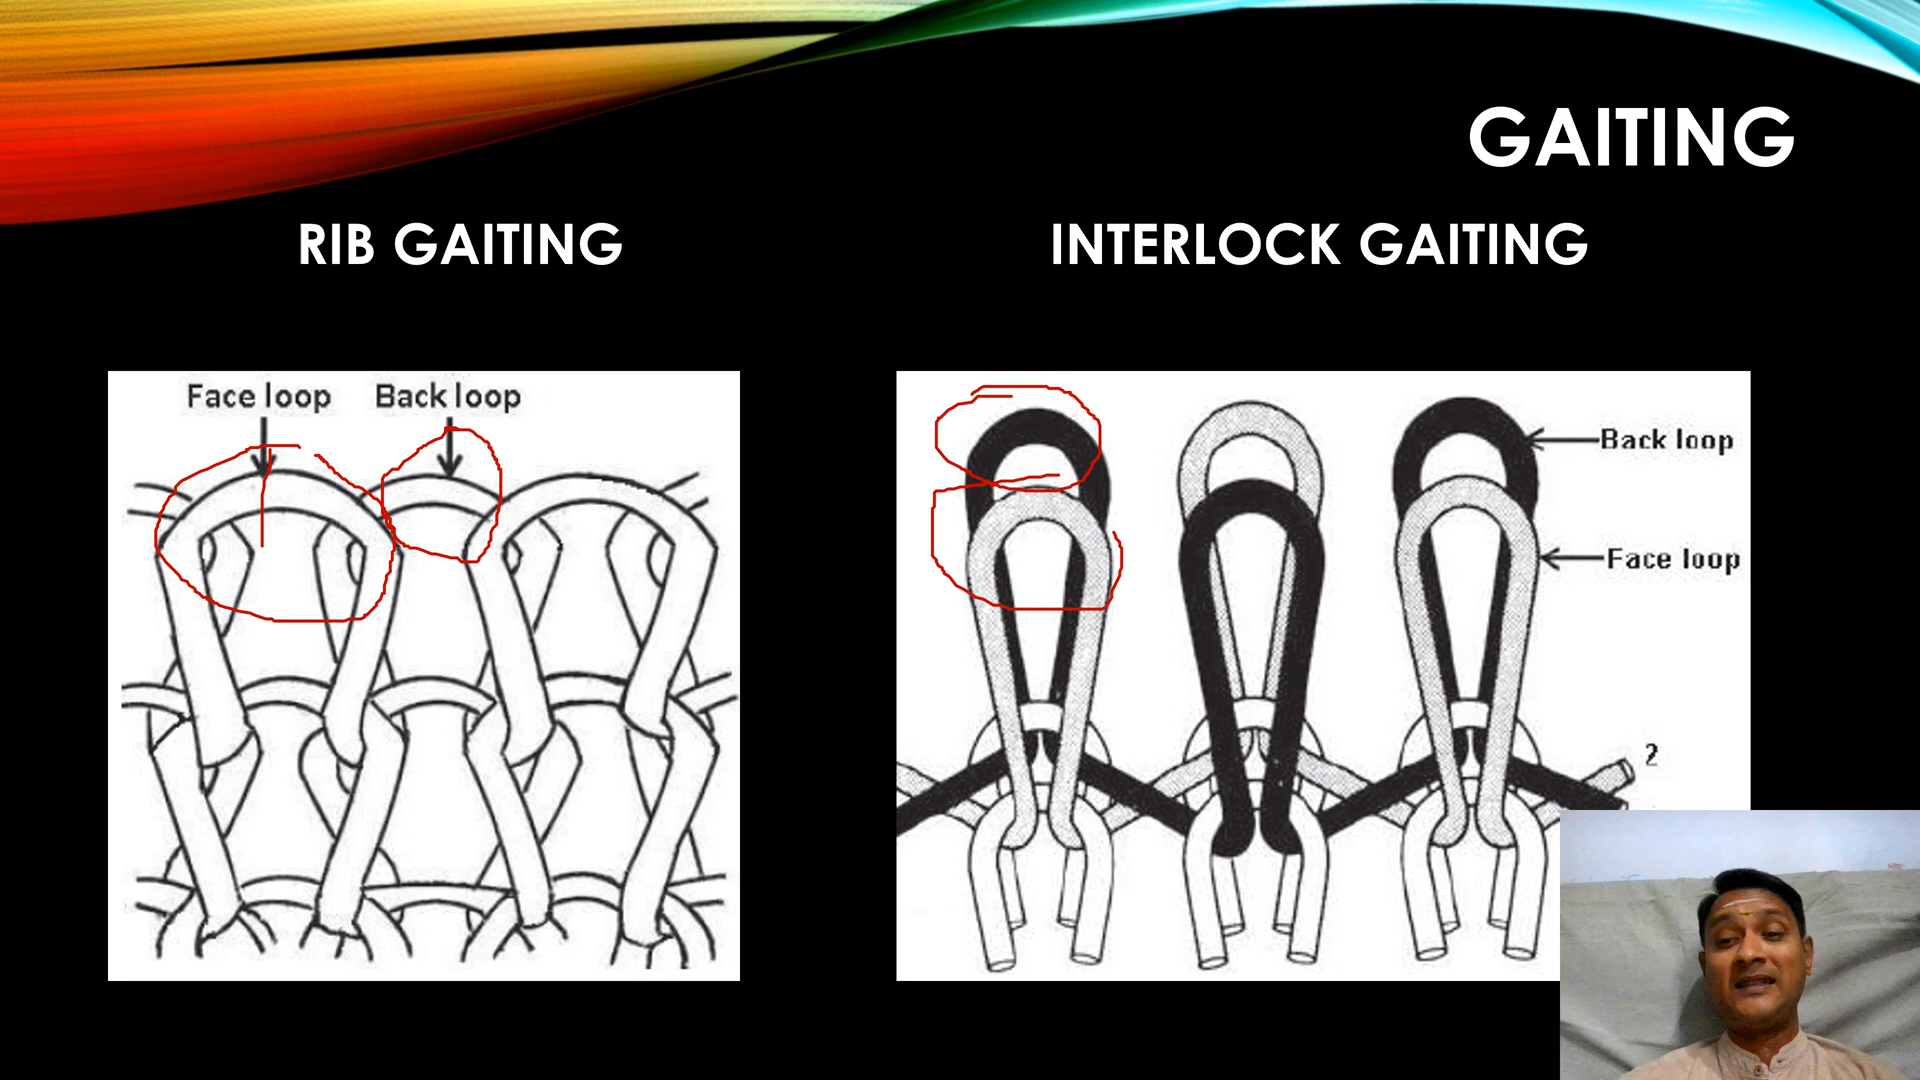 GAITING
RIB GAITING
INTERLOCK GAITING
Face loop
Back loop
Back loop
Face loop
2